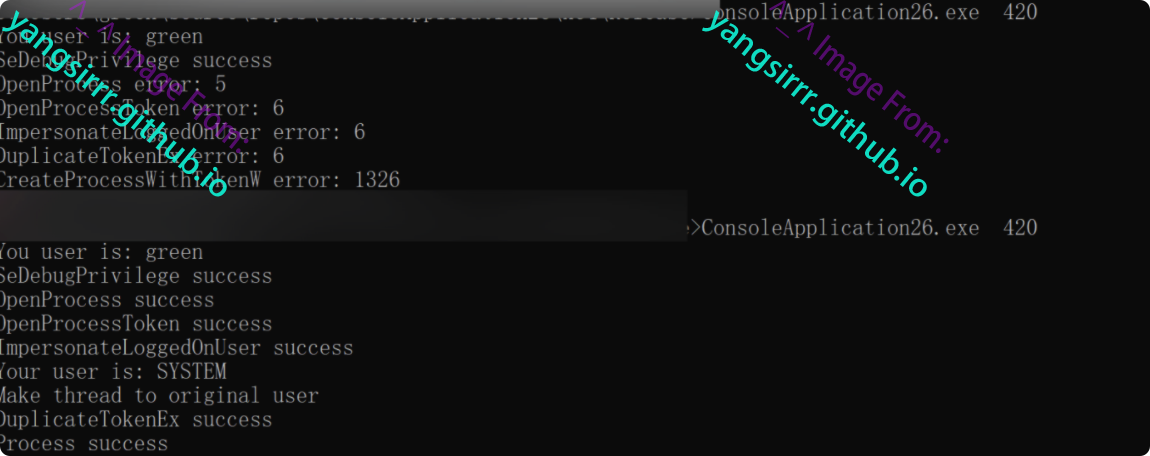 ConsoleApplication26.exe 420
You user is: green
SeDebugPrivilege success
OpenProcess error: 5
OpenProcessToken error: 6
ImpersonateLoggedOnUser error: 6
DuplicateTokenEx error: 6
CreateProcessWithTokenW error: 1326
>ConsoleApplication26.exe 420
You user is: green
SeDebugPrivilege success
OpenProcess success
OpenProcessToken success
ImpersonateLoggedOnUser success
Your user is: SYSTEM
Make thread to original user
DuplicateTokenEx success
Process success
^_^ Image From:
yangsirrr.github.io
^_^ Image From:
yangsirrr.github.io